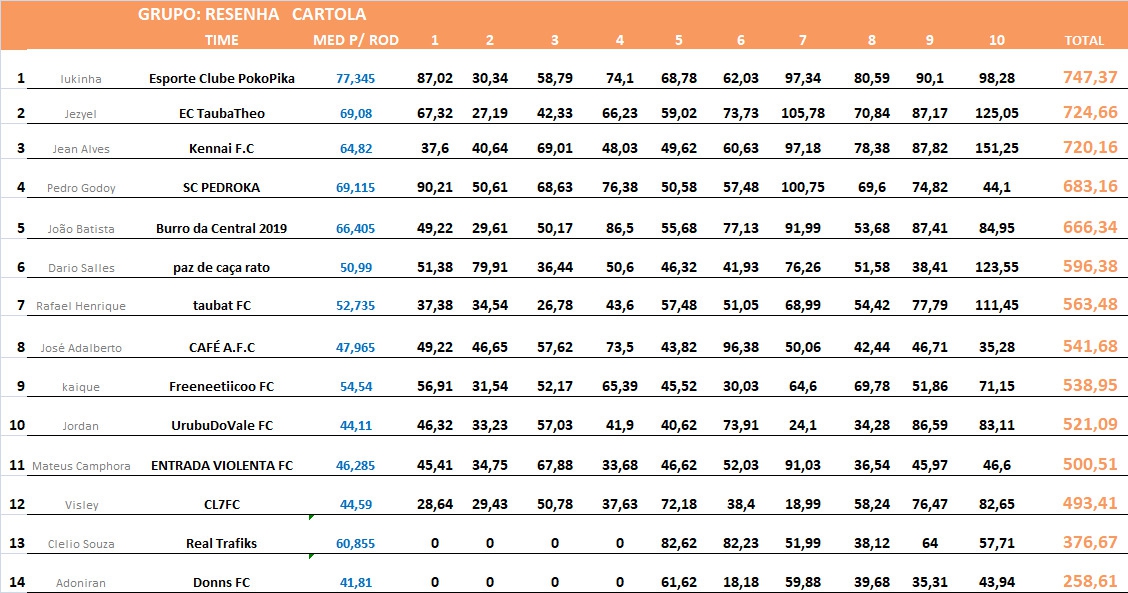 GRUPO: RESENHA CARTOLA
TIME MED P/ ROD 1 2 3 4 5 6 7 8 9 10 TOTAL
1 lukinha Esporte Clube PokoPika 77,345 87,02 30,34 58,79 74,1 68,78 62,03 97,34 80,59 90,1 98,28 747,37
2 Jezyel EC TaubaTheo 69,08 67,32 27,19 42,33 66,23 59,02 73,73 105,78 70,84 87,17 125,05 724,66
3 Jean Alves Kennai F.C 64,82 37,6 40,64 69,01 48,03 49,62 60,63 97,18 78,38 87,82 151,25 720,16
4 Pedro Godoy SC PEDROKA 69,115 90,21 50,61 68,63 76,38 50,58 57,48 100,75 69,6 74,82 44,1 683,16
5 João Batista Burro da Central 2019 66,405 49,22 29,61 50,17 86,5 55,68 77,13 91,99 53,68 87,41 84,95 666,34
6 Dario Salles paz de caça rato 50,99 51,38 79,91 36,44 50,6 46,32 41,93 76,26 51,58 38,41 123,55 596,38
7 Rafael Henrique taubat FC 52,735 37,38 34,54 26,78 43,6 57,48 51,05 68,99 54,42 77,79 111,45 563,48
8 José Adalberto CAFÉ A.F.C 47,965 49,22 46,65 57,62 73,5 43,82 96,38 50,06 42,44 46,71 35,28 541,68
9 kaique Freeneetiicoo FC 54,54 56,91 31,54 52,17 65,39 45,52 30,03 64,6 69,78 51,86 71,15 538,95
10 Jordan UrubuDoVale FC 44,11 46,32 33,23 57,03 41,9 40,62 73,91 24,1 34,28 86,59 83,11 521,09
11 Mateus Camphora ENTRADA VIOLENTA FC 46,285 45,41 34,75 67,88 33,68 46,62 52,03 91,03 36,54 45,97 46,6 500,51
12 Visley CL7FC 44,59 28,64 29,43 50,78 37,63 72,18 38,4 18,99 58,24 76,47 82,65 493,41
13 Clelio Souza Real Trafiks 60,855 0 0 0 0 82,62 82,23 51,99 38,12 64 57,71 376,67
14 Adoniran Donns FC 41,81 0 0 0 0 61,62 18,18 59,88 39,68 35,31 43,94 258,61